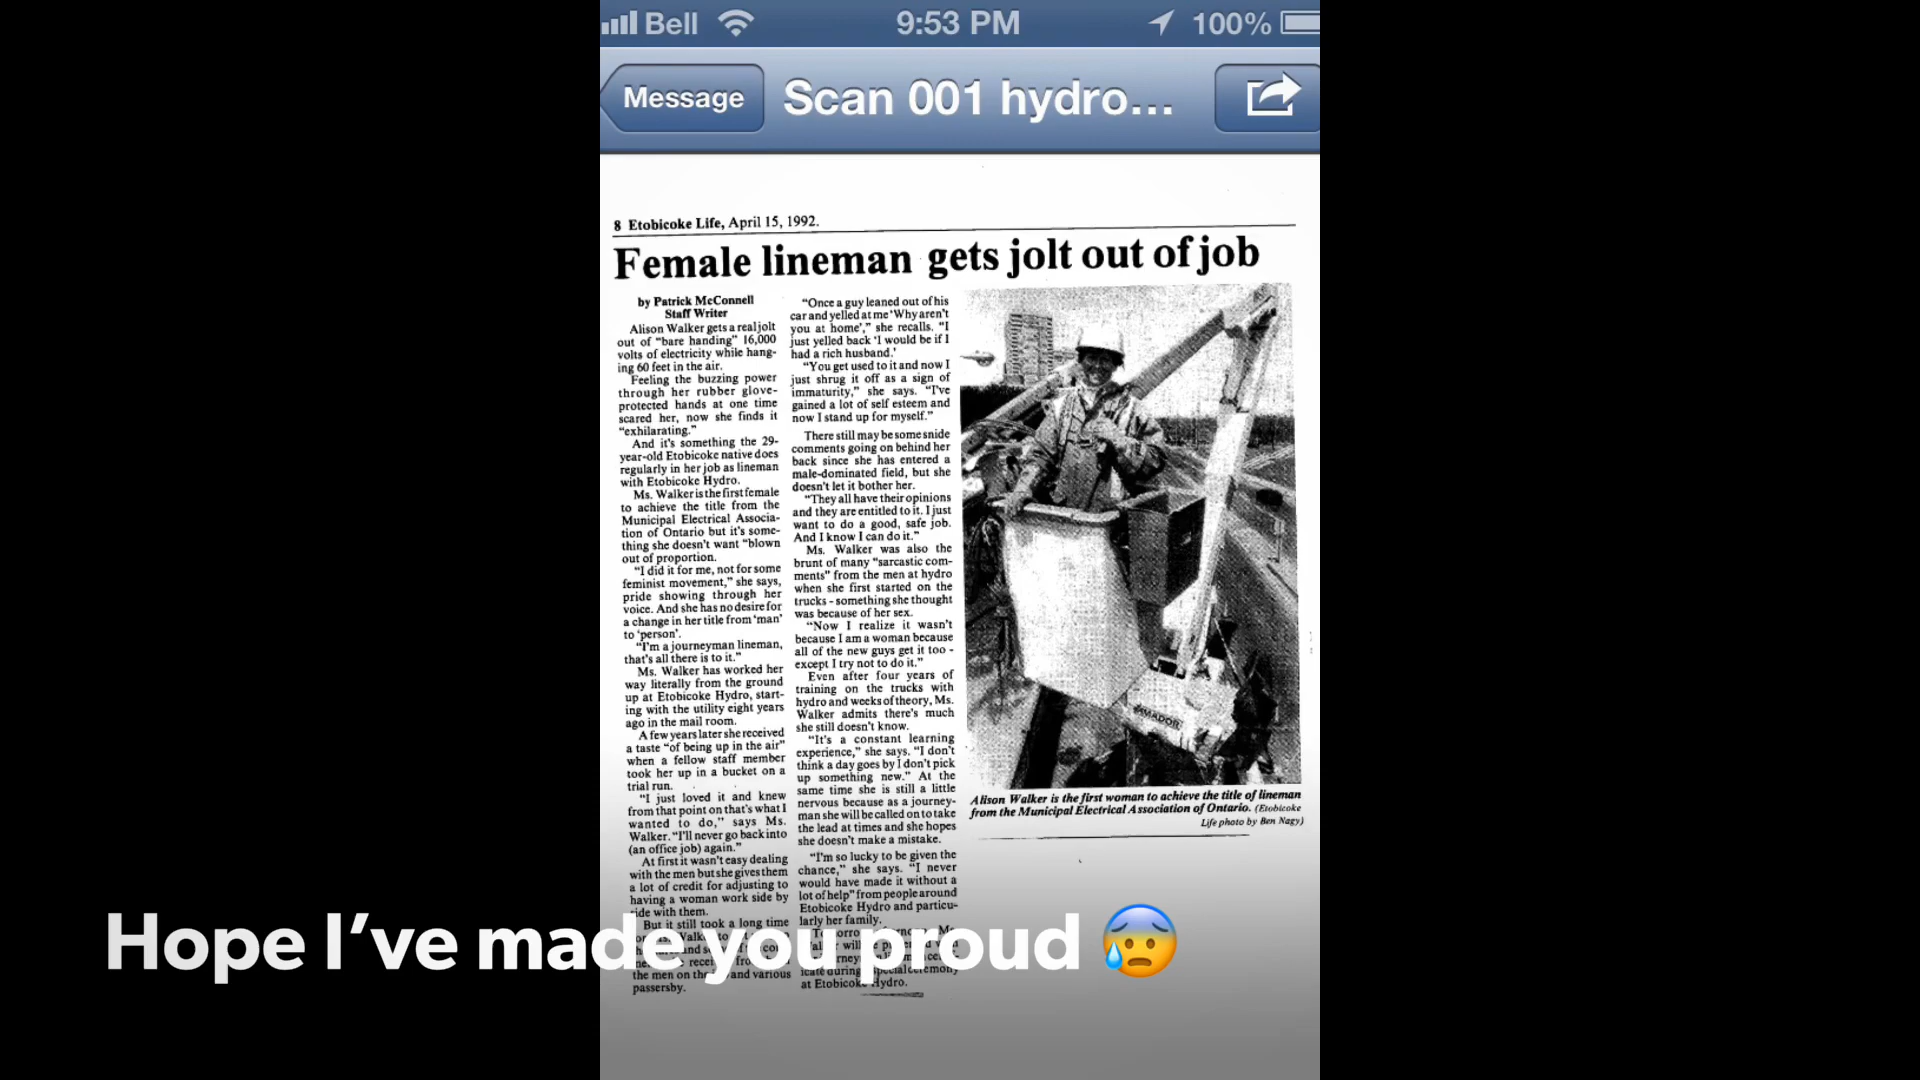 Bell
9:53 PM
100%
Message
Scan 001 hydro...
8 Etobicoke Life, April 15, 1992.
Female lineman gets jolt out of job
by Patrick McConnell
Staff Writer
Alison Walker gets a real jolt
out of "bare handing" 16,000
volts of electricity while hang-
ing 60 feet in the air.
Feeling the buzzing power
through her rubber glove-
protected hands at one time
scared her, now she finds it
"exhilarating."
And it's something the 29-
year-old Etobicoke native does
regularly in her job as lineman
with Etobicoke Hydro.
Ms. Walker is the first female
to achieve the title from the
Municipal Electrical Associa-
tion of Ontario but it's some-
thing she doesn't want "blown
out of proportion.
"I did it for me, not for some
feminist movement," she says,
pride showing through her
voice. And she has no desire for
a change in her title from 'man'
to 'person'.
"I'm a journeyman lineman,
that's all there is to it."
Ms. Walker has worked her
way literally from the ground
up at Etobicoke Hydro, start-
ing with the utility eight years
ago in the mail room.
A few years later she received
a taste "of being up in the air"
when a fellow staff member
took her up in a bucket on a
trial run.
"I just loved it and knew
from that point on that's what I
wanted to do," says Ms.
Walker. "I'll never go back into
(an office job) again."
At first it wasn't easy dealing
with the men but she gives them
a lot of credit for adjusting to
having a woman work side by
side with them.
But it still took a long time
the men on the and various
passersby.
"Once a guy leaned out of his
car and yelled at me 'Why aren't
you at home'," she recalls. "I
just yelled back 'I would be if I
had a rich husband.'
"You get used to it and now I
just shrug it off as a sign of
immaturity," she says. "I've
gained a lot of self esteem and
now I stand up for myself."
There still may be some snide
comments going on behind her
back since she has entered a
male-dominated field, but she
doesn't let it bother her.
"They all have their opinions
and they are entitled to it. I just
want to do a good, safe job.
And I know I can do it."
Ms. Walker was also the
brunt of many "sarcastic com-
ments" from the men at hydro
when she first started on the
trucks - something she thought
was because of her sex.
"Now I realize it wasn't
because I am a woman because
all of the new guys get it too -
except I try not to do it."
Even after four years of
training on the trucks with
hydro and weeks of theory, Ms.
Walker admits there's much
she still doesn't know.
"It's a constant learning
experience," she says. "I don't
think a day goes by I don't pick
up something new." At the
same time she is still a little
nervous because as a journey-
man she will be called on to take
the lead at times and she hopes
she doesn't make a mistake.
"I'm so lucky to be given the
chance," she says. "I never
would have made it without a
lot of help" from people around
Etobicoke Hydro and particu-
larly her family.
icate during special ceremony
at Etobicoke Hydro.
AMADOR
Alison Walker is the first woman to achieve the title of lineman
from the Municipal Electrical Association of Ontario. (Etobicoke
Life photo by Ben Nagy)
Hope I've made you proud 😰